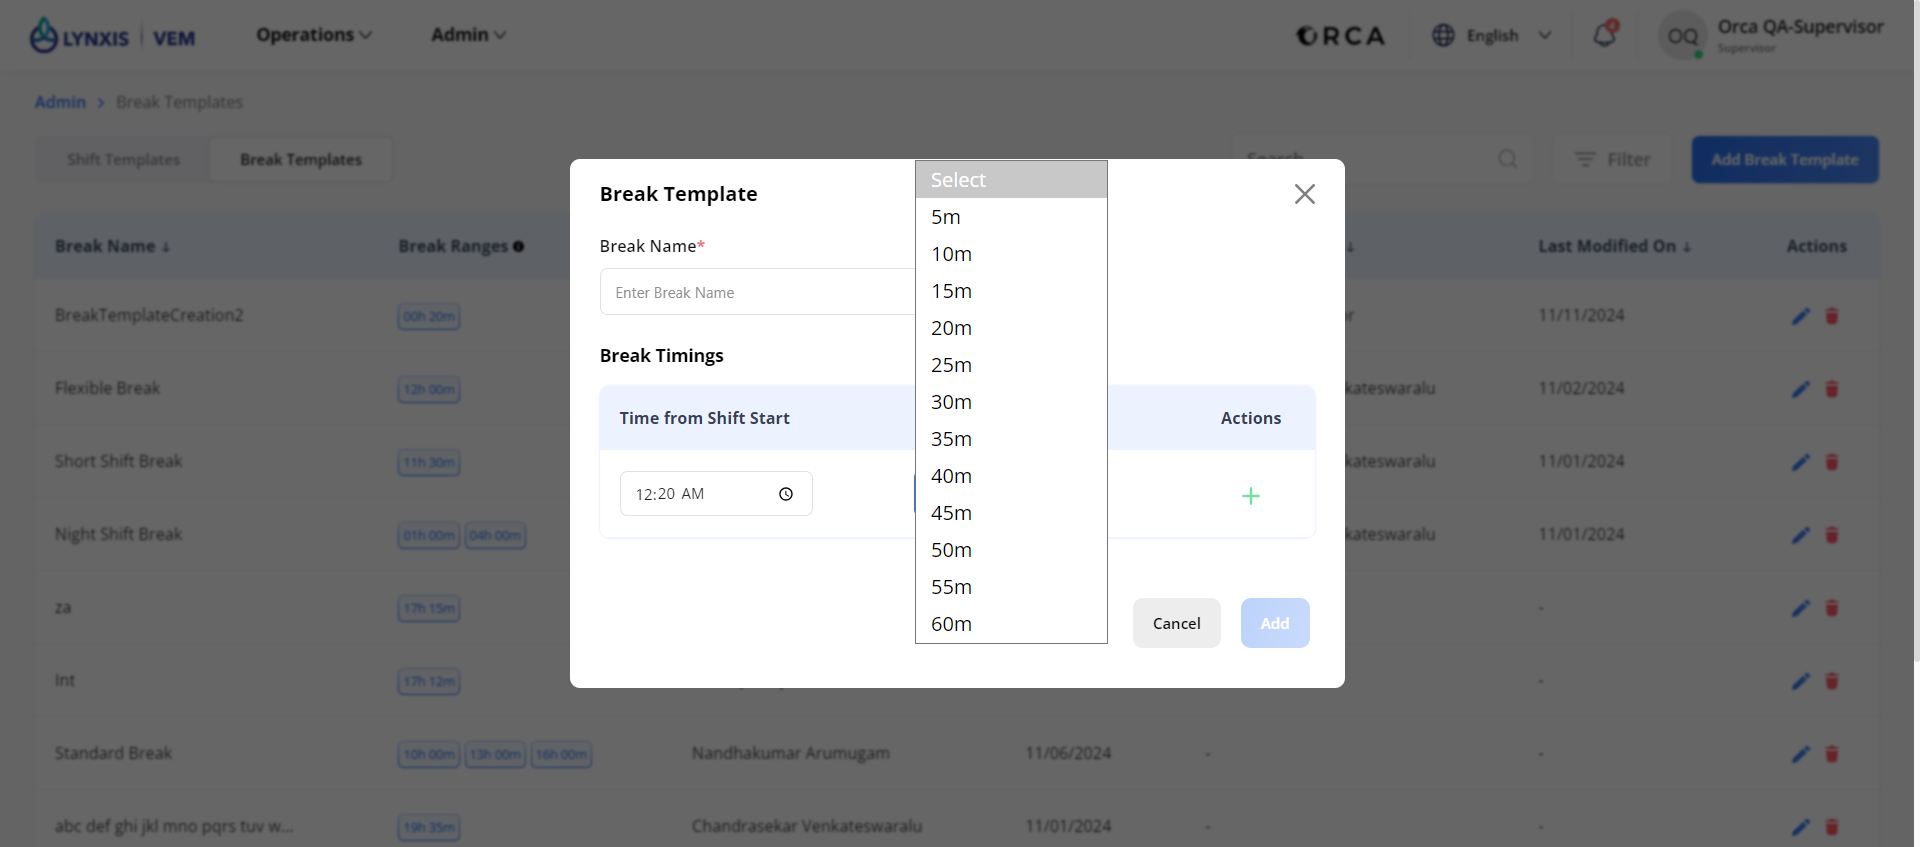 LYNXIS VEM Operations Admin ORCA English 4 OQ Orca QA-Supervisor
Supervisor
Admin > Break Templates
Shift Templates Break Templates Search Filter Add Break Template
Break Name ↓ Break Ranges Last Modified On ↓ Actions
BreakTemplateCreation2 00h 20m or 11/11/2024
Flexible Break 12h 00m kateswaralu 11/02/2024
Short Shift Break 11h 30m kateswaralu 11/01/2024
Night Shift Break 01h 00m 04h 00m kateswaralu 11/01/2024
za 17h 15m -
Int 17h 12m -
Standard Break 10h 00m 13h 00m 16h 00m Nandhakumar Arumugam 11/06/2024 - -
abc def ghi jkl mno pqrs tuv w... 19h 35m Chandrasekar Venkateswaralu 11/01/2024 - -
Break Template
Break Name*
Enter Break Name
Break Timings
Time from Shift Start Actions
12:20 AM
Select
5m
10m
15m
20m
25m
30m
35m
40m
45m
50m
55m
60m
Cancel Add